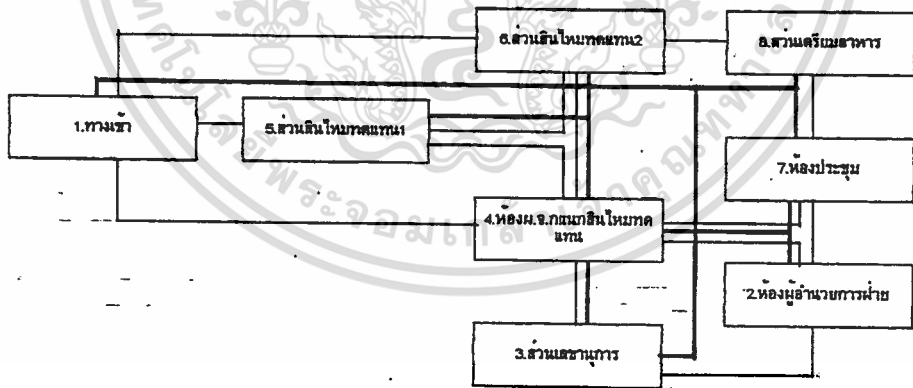 6.ส่วนสินไหมทดแทน2
8.ส่วนเตรียมอาหาร
1.ทางเข้า
5.ส่วนสินไหมทดแทน1
7.ห้องประชุม
4.ห้องผ.จ.กแผนกสินไหมทด
แทน
2.ห้องผู้อำนวยการฝ่าย
3.ส่วนเลขานุการ